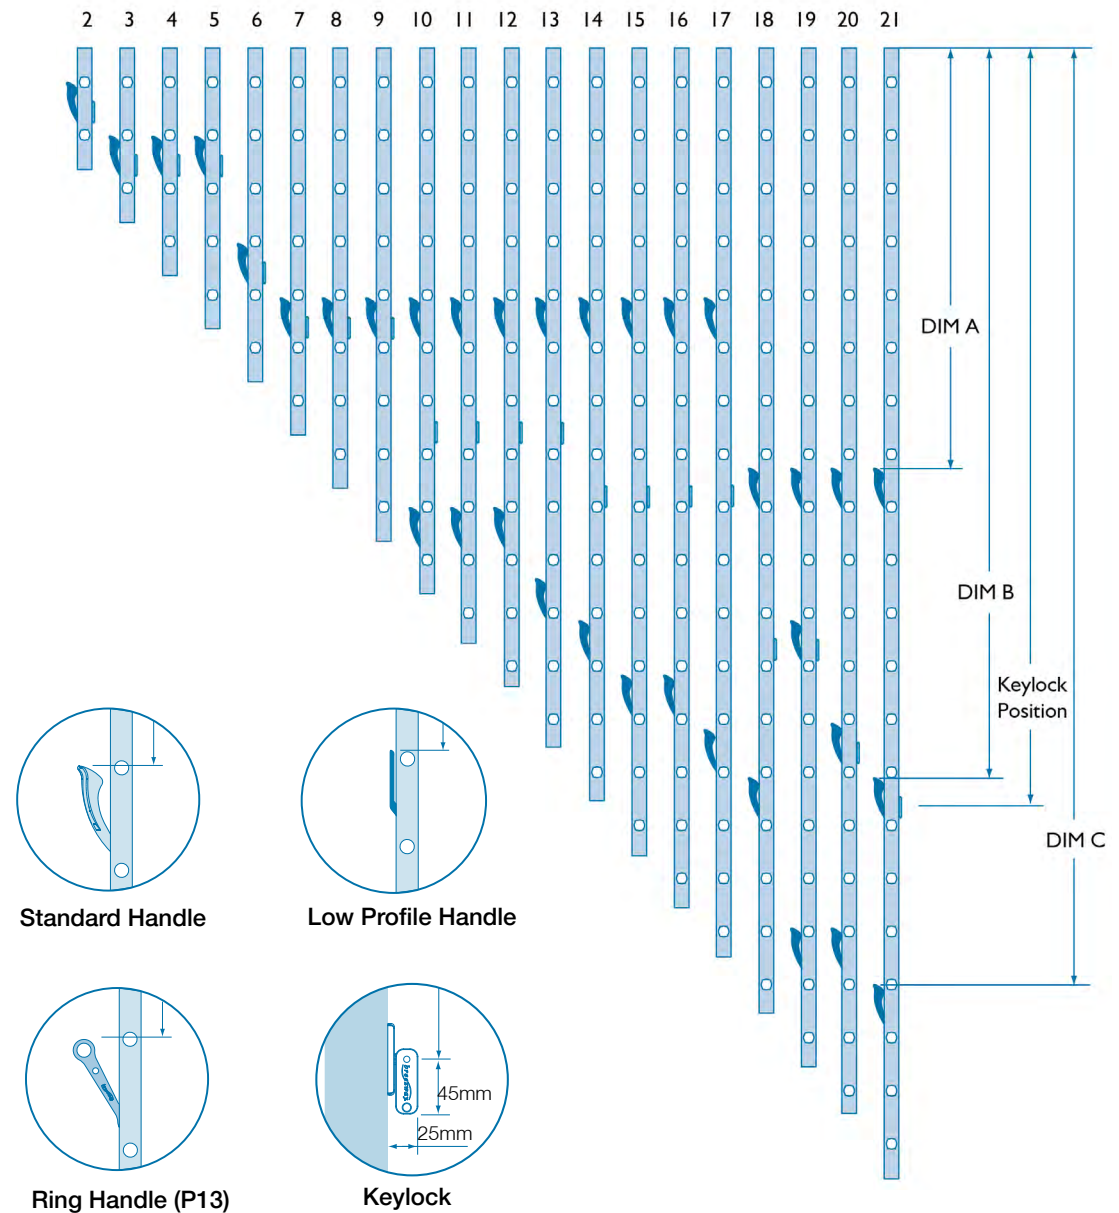 2 3 4 5 6 7 8 9 10 11 12 13 14 15 16 17 18 19 20 21
DIM A
DIM B
Keylock
Position
DIM C
Standard Handle
Low Profile Handle
45mm
25mm
Ring Handle (P13)
Keylock